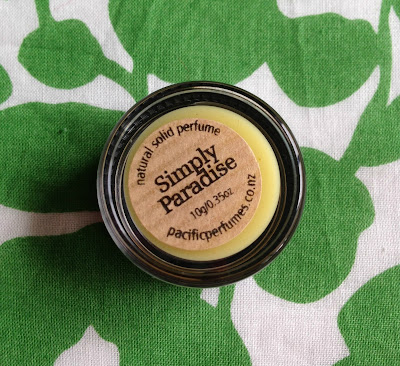 natural solid perfume
Simply
Paradise
10g/0.35oz
pacificperfumes.co.nz